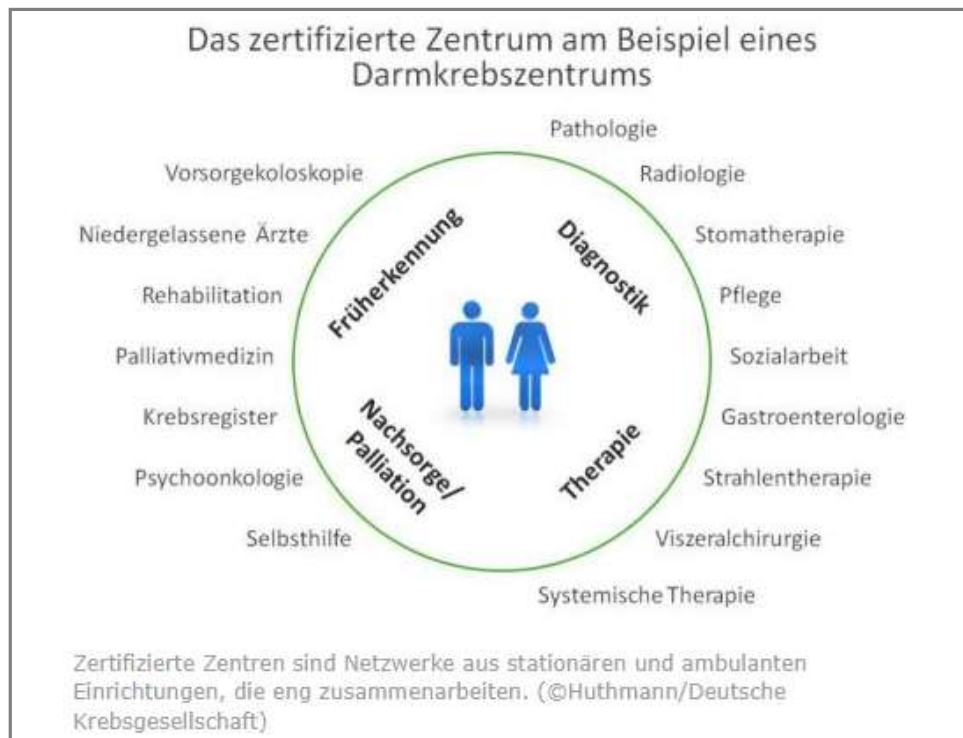 Das zertifizierte Zentrum am Beispiel eines
Darmkrebszentrums
Pathologie
Vorsorgekoloskopie
Radiologie
Niedergelassene Ärzte
Stomatherapie
Rehabilitation
Pflege
Palliativmedizin
Sozialarbeit
Krebsregister
Gastroenterologie
Psychoonkologie
Strahlentherapie
Selbsthilfe
Viszeralchirurgie
Systemische Therapie
Früherkennung
Diagnostik
Nachsorge/
Palliation
Therapie
Zertifizierte Zentren sind Netzwerke aus stationären und ambulanten
Einrichtungen, die eng zusammenarbeiten. (©Huthmann/Deutsche
Krebsgesellschaft)